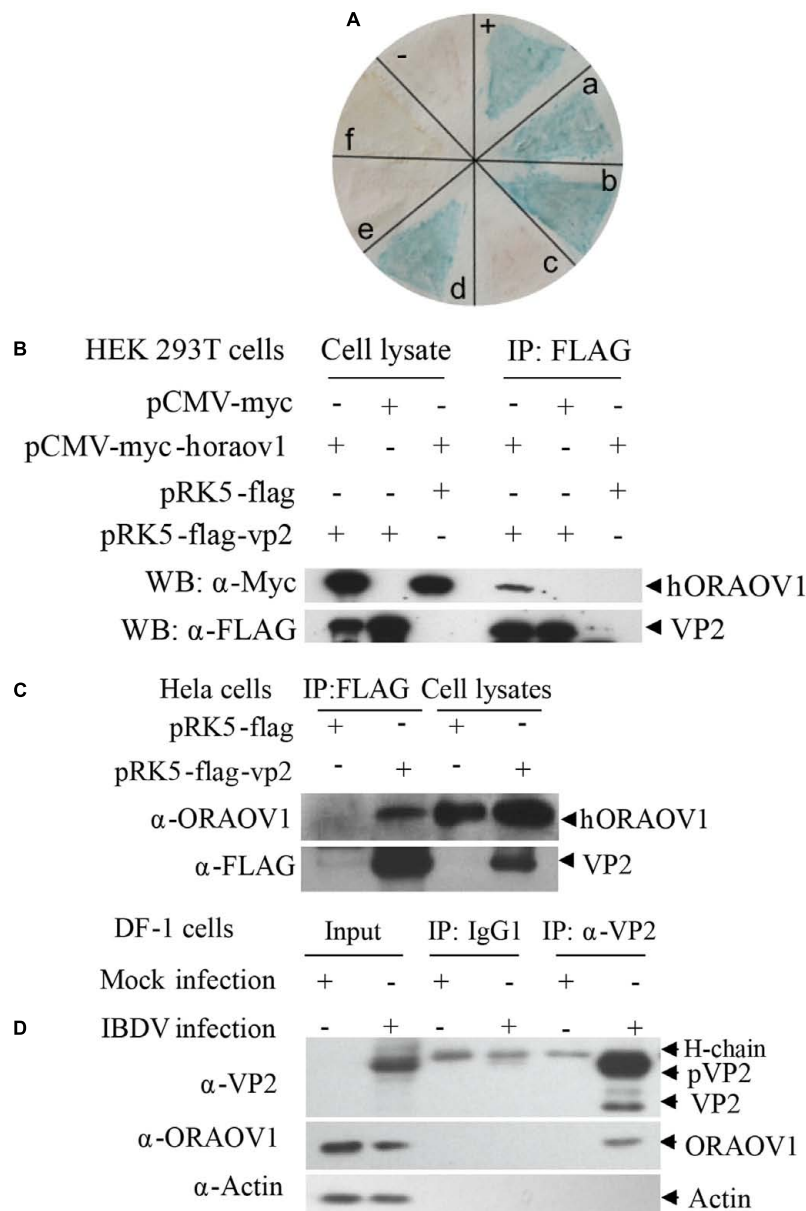 A
+
-
a
f
b
e
c
d
B
HEK 293T cells Cell lysate IP: FLAG
pCMV-myc - + - - + -
pCMV-myc-horaov1 + - + + - +
pRK5-flag - - + - - +
pRK5-flag-vp2 + + - + + -
WB: α-Myc hORAOV1
WB: α-FLAG VP2
C
Hela cells IP:FLAG Cell lysates
pRK5-flag + - + -
pRK5-flag-vp2 - + - +
α-ORAOV1 hORAOV1
α-FLAG VP2
DF-1 cells Input IP: IgG1 IP: α-VP2
Mock infection + - + - + -
D IBDV infection - + - + - +
H-chain
α-VP2 pVP2
VP2
α-ORAOV1 ORAOV1
α-Actin Actin